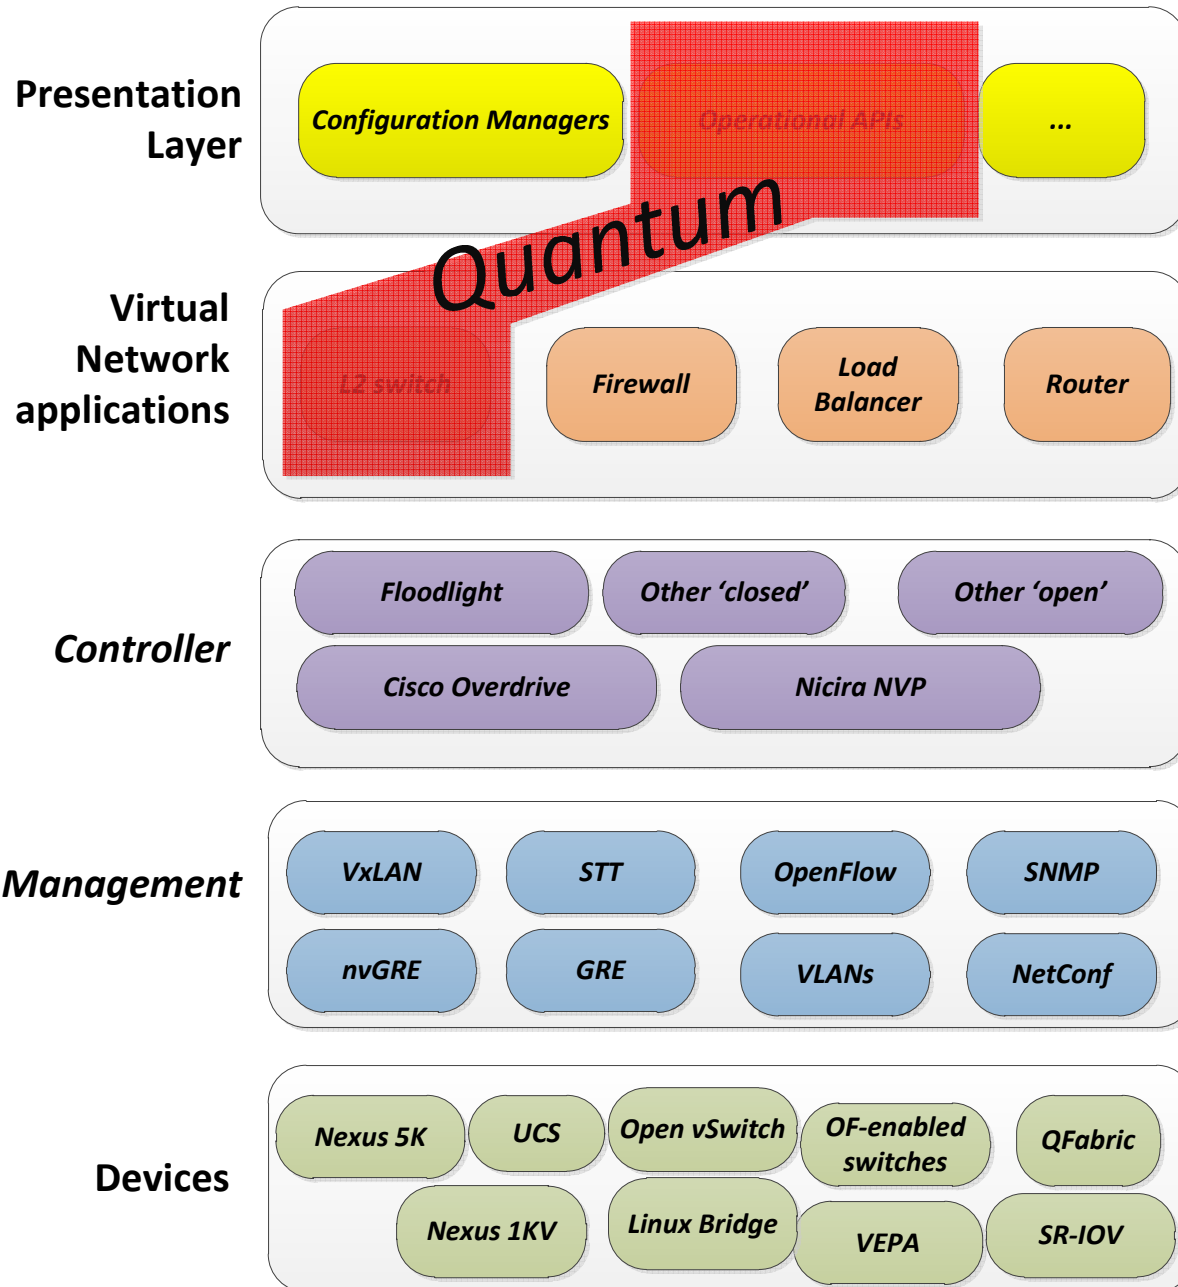 Presentation
Layer
Configuration Managers
Operational APIs
...
Quantum
Virtual
Network
applications
L2 switch
Firewall
Load
Balancer
Router
Controller
Floodlight
Other ‘closed’
Other ‘open’
Cisco Overdrive
Nicira NVP
Management
VxLAN
STT
OpenFlow
SNMP
nvGRE
GRE
VLANs
NetConf
Devices
Nexus 5K
UCS
Open vSwitch
OF-enabled
switches
QFabric
Nexus 1KV
Linux Bridge
VEPA
SR-IOV